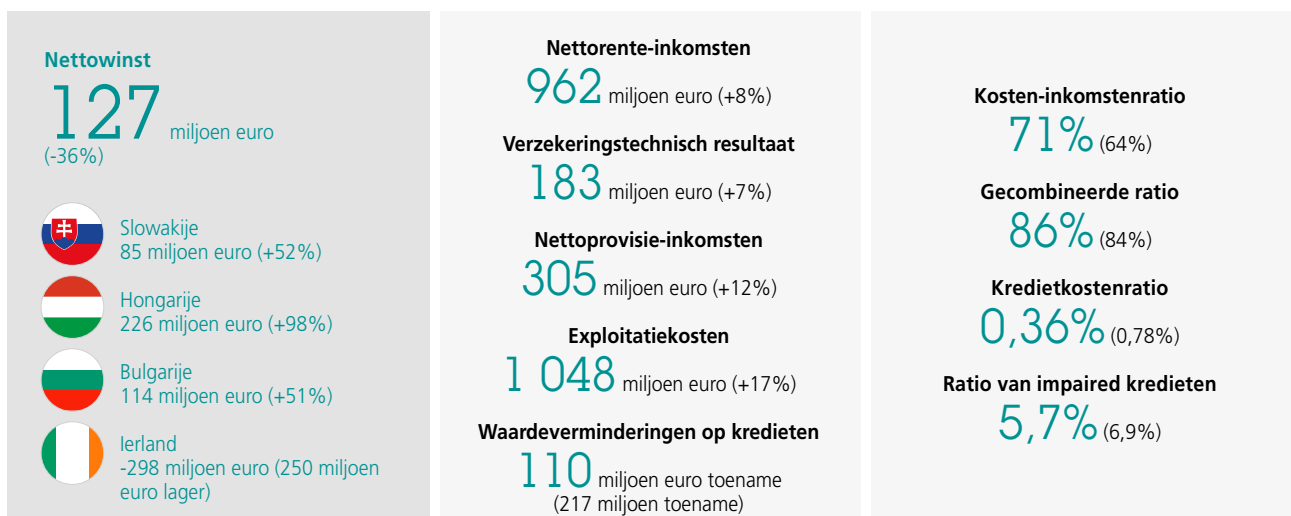 Nettowinst
127 miljoen euro
(-36%)
Slowakije
85 miljoen euro (+52%)
Hongarije
226 miljoen euro (+98%)
Bulgarije
114 miljoen euro (+51%)
Ierland
-298 miljoen euro (250 miljoen
euro lager)
Nettorente-inkomsten
962 miljoen euro (+8%)
Verzekeringstechnisch resultaat
183 miljoen euro (+7%)
Nettoprovisie-inkomsten
305 miljoen euro (+12%)
Exploitatiekosten
1 048 miljoen euro (+17%)
Waardeverminderingen op kredieten
110 miljoen euro toename
(217 miljoen toename)
Kosten-inkomstenratio
71% (64%)
Gecombineerde ratio
86% (84%)
Kredietkostenratio
0,36% (0,78%)
Ratio van impaired kredieten
5,7% (6,9%)